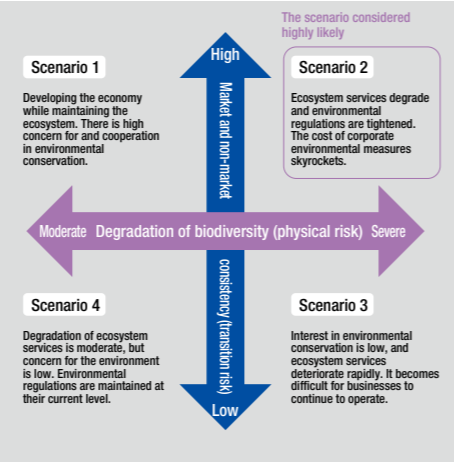 The scenario considered
highly likely
High
Scenario 1
Developing the economy
while maintaining the
ecosystem. There is high
concern for and cooperation
in environmental
conservation.
Scenario 2
Ecosystem services degrade
and environmental
regulations are tightened.
The cost of corporate
environmental measures
skyrockets.
Market and non-market
Moderate Degradation of biodiversity (physical risk) Severe
consistency (transition risk)
Scenario 4
Degradation of ecosystem
services is moderate, but
concern for the environment
is low. Environmental
regulations are maintained at
their current level.
Scenario 3
Interest in environmental
conservation is low, and
ecosystem services
deteriorate rapidly. It becomes
difficult for businesses to
continue to operate.
Low